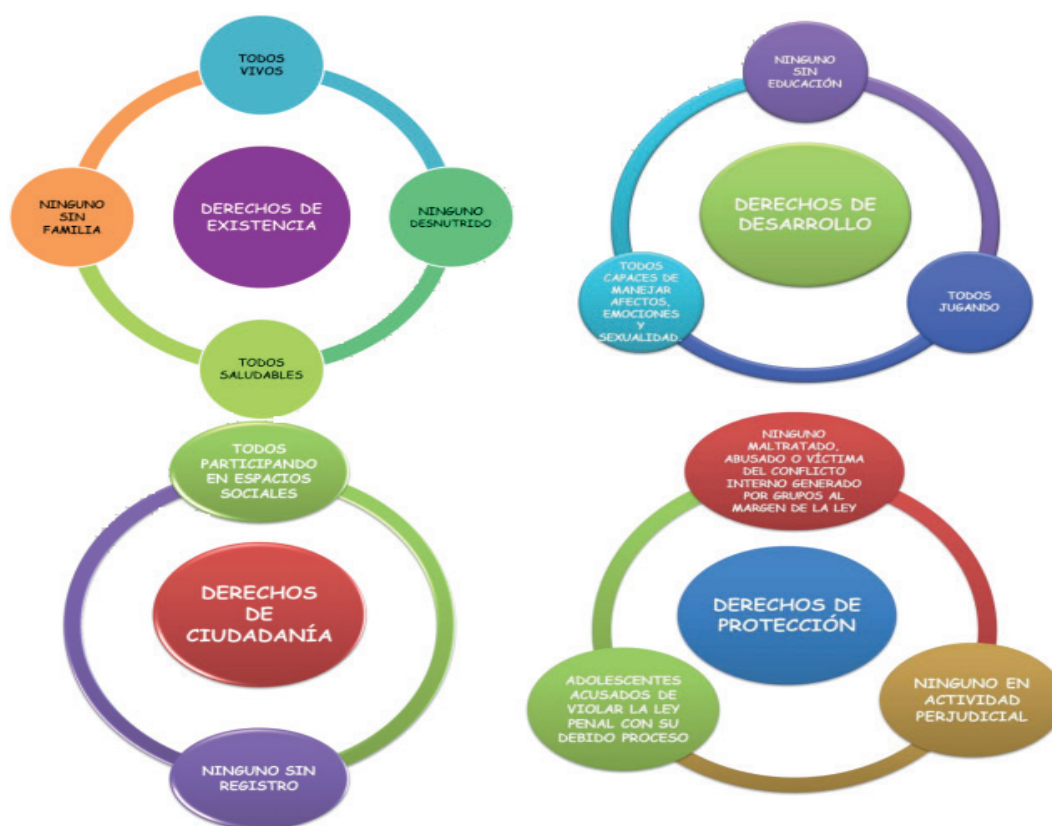 TODOS
VIVOS
NINGUNO
SIN
FAMILIA
DERECHOS DE
EXISTENCIA
NINGUNO
DESNUTRIDO
TODOS
SALUDABLES
NINGUNO
SIN
EDUCACIÓN
DERECHOS DE
DESARROLLO
TODOS
CAPACES DE
MANEJAR
AFECTOS,
EMOCIONES
Y
SEXUALIDAD.
TODOS
JUGANDO
TODOS
PARTICIPANDO
EN ESPACIOS
SOCIALES
DERECHOS
DE
CIUDADANÍA
NINGUNO SIN
REGISTRO
NINGUNO
MALTRATADO,
ABUSADO O VÍCTIMA
DEL CONFLICTO
INTERNO GENERADO
POR GRUPOS AL
MARGEN DE LA LEY
DERECHOS DE
PROTECCIÓN
ADOLESCENTES
ACUSADOS DE
VIOLAR LA LEY
PENAL CON SU
DEBIDO PROCESO
NINGUNO EN
ACTIVIDAD
PERJUDICIAL